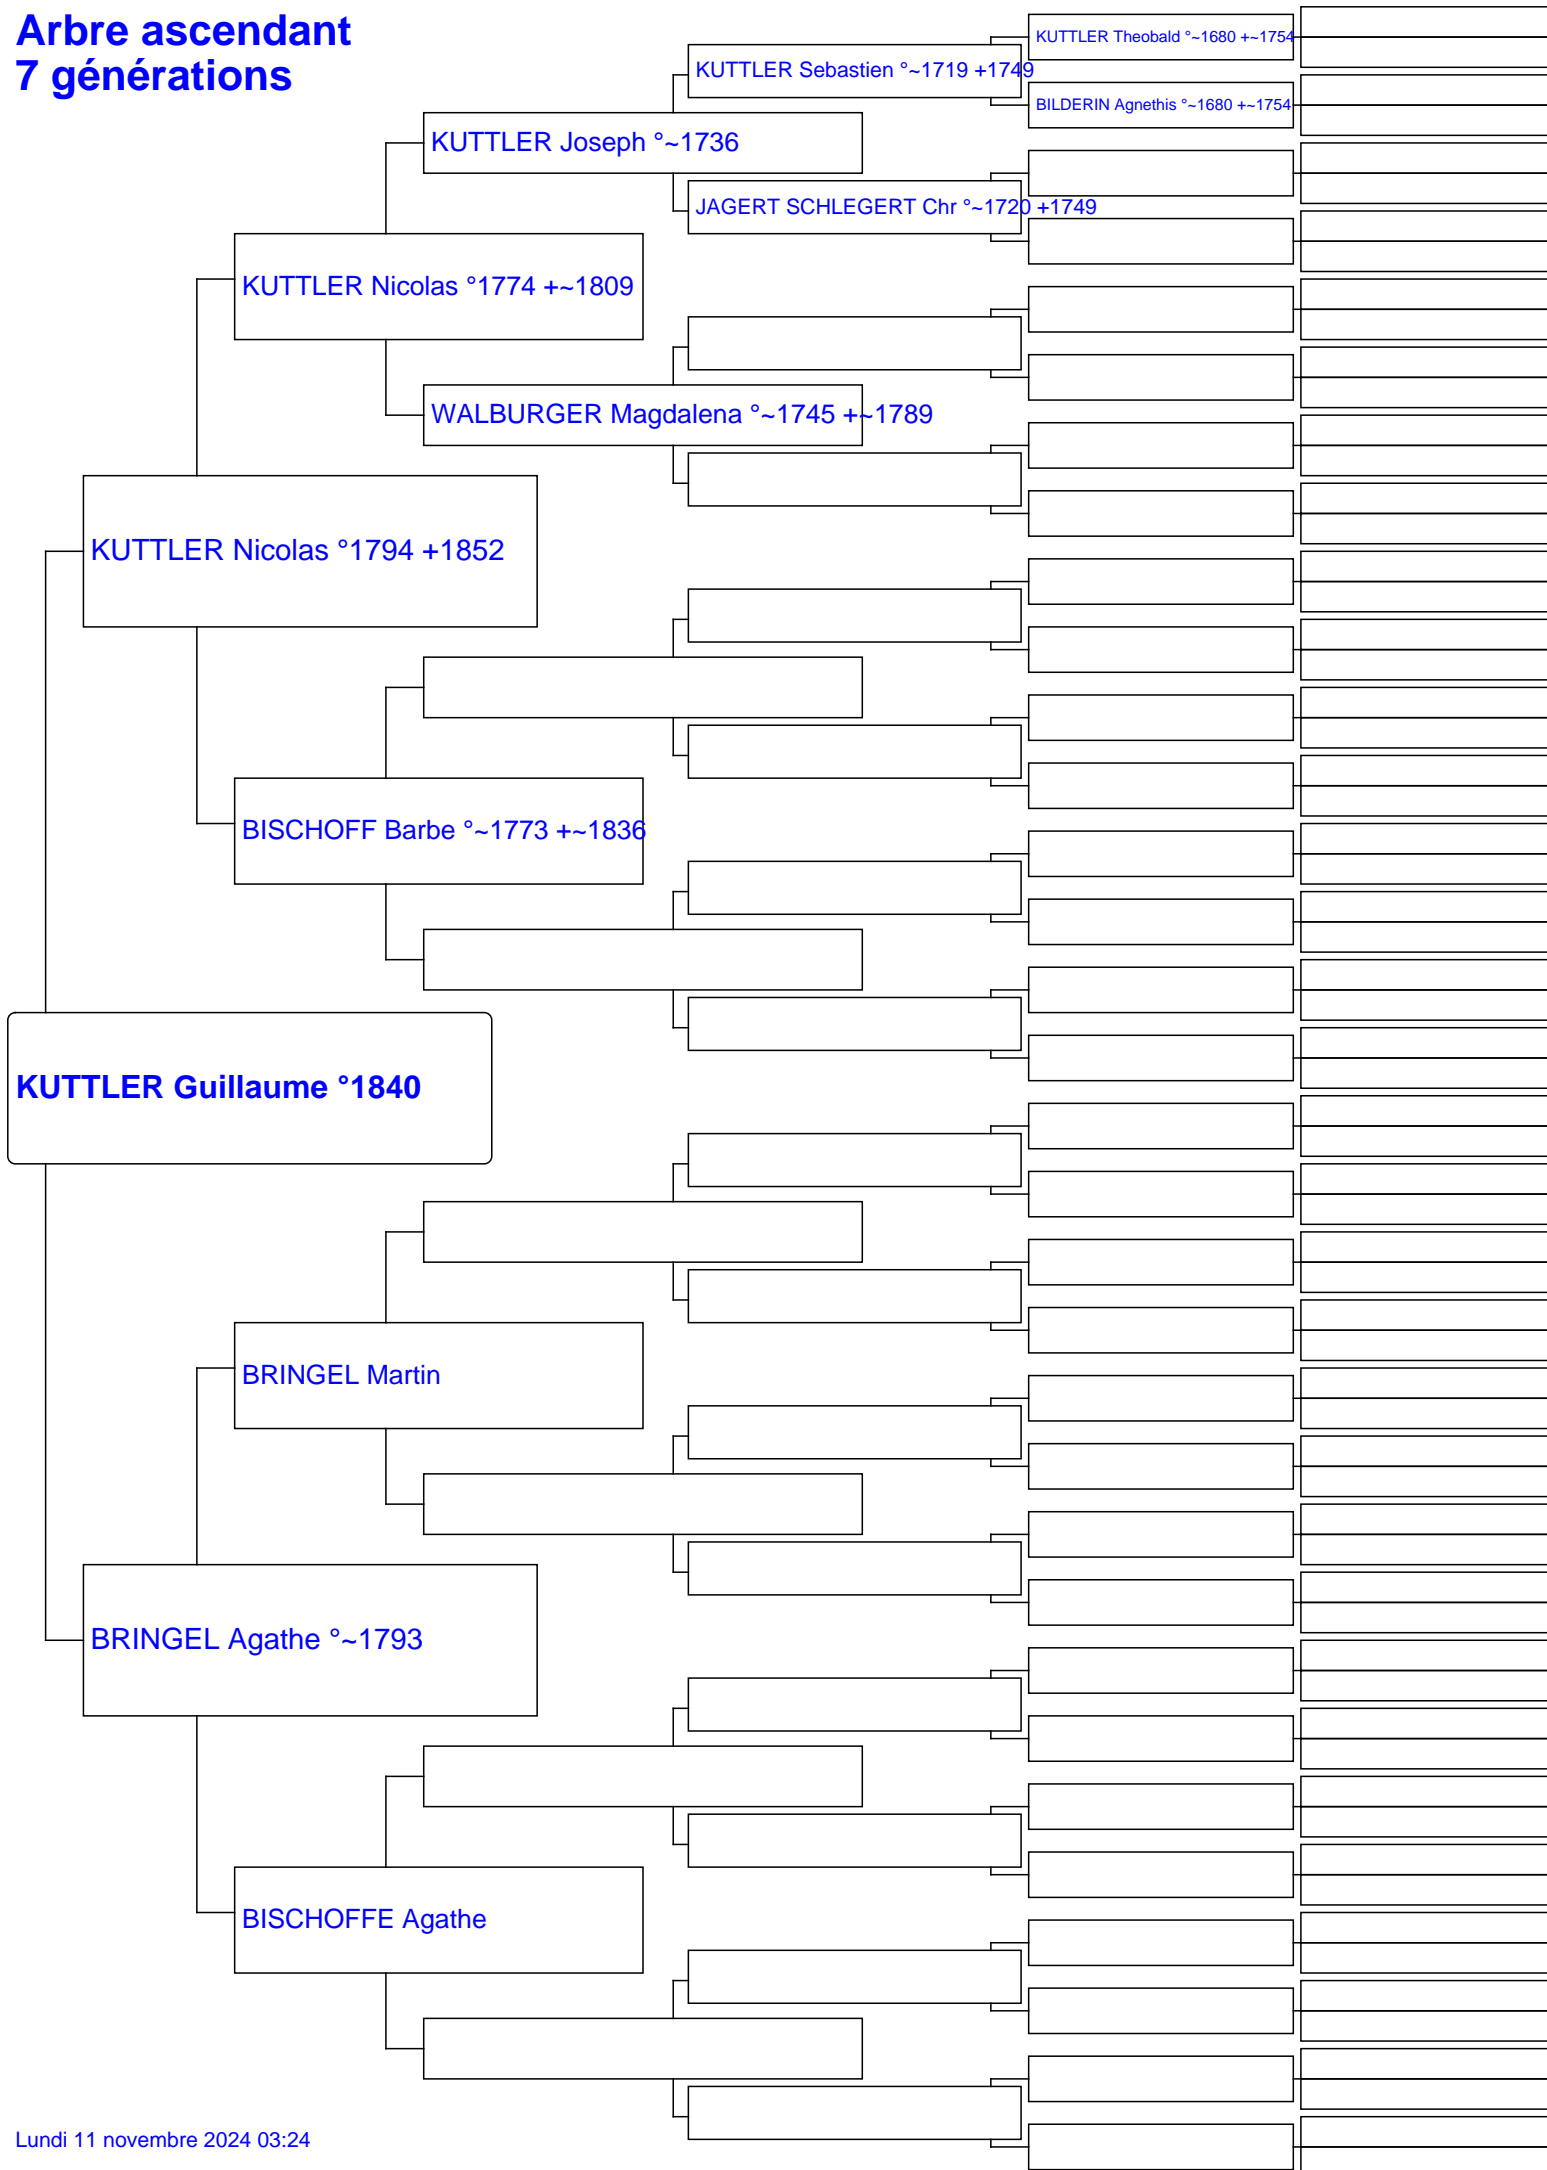 Arbre ascendant
7 générations
KUTTLER Theobald °~1680 +~1754
KUTTLER Sebastien °~1719 +1749
BILDERIN Agnethis °~1680 +~1754
KUTTLER Joseph °~1736
JAGERT SCHLEGERT Chr °~1720 +1749
KUTTLER Nicolas °1774 +~1809
WALBURGER Magdalena °~1745 +~1789
KUTTLER Nicolas °1794 +1852
BISCHOFF Barbe °~1773 +~1836
KUTTLER Guillaume °1840
BRINGEL Martin
BRINGEL Agathe °~1793
BISCHOFFE Agathe
Lundi 11 novembre 2024 03:24